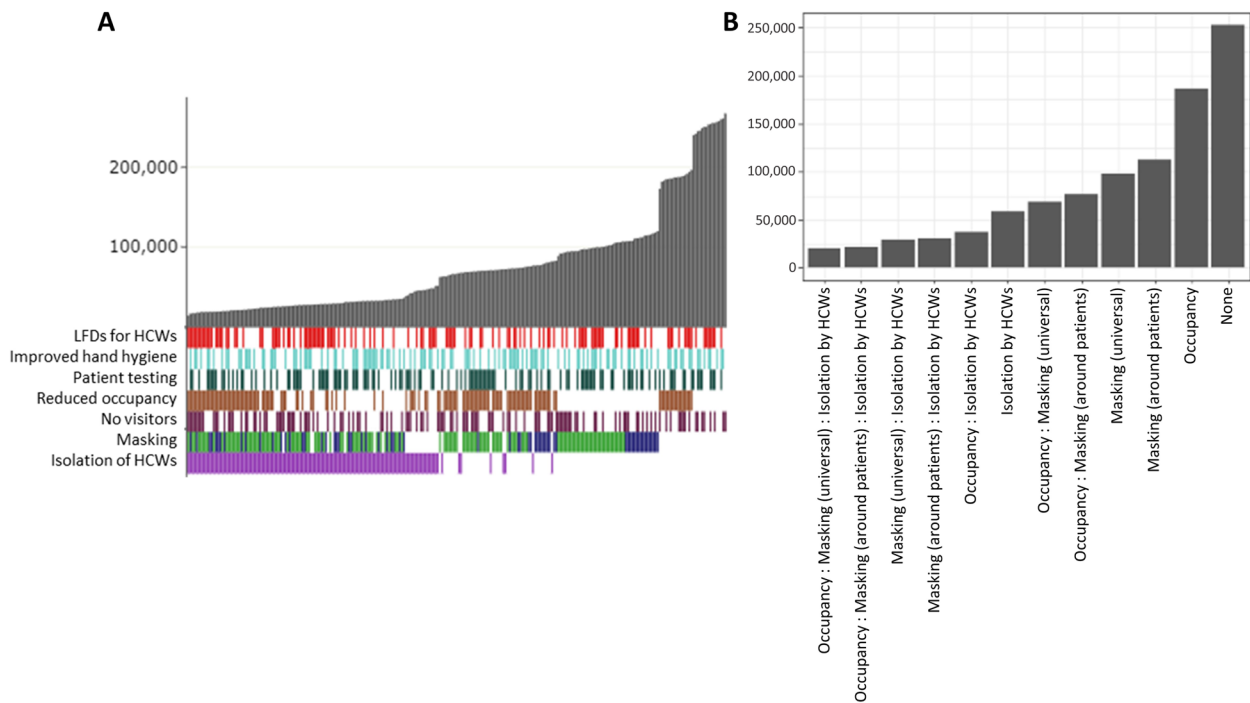 A
200,000
100,000
LFDs for HCWs
Improved hand hygiene
Patient testing
Reduced occupancy
No visitors
Masking
Isolation of HCWs
B
250,000
200,000
150,000
100,000
50,000
0
Occupancy : Masking (universal) : Isolation by HCWs
Occupancy : Masking (around patients) : Isolation by HCWs
Masking (universal) : Isolation by HCWs
Masking (around patients) : Isolation by HCWs
Occupancy : Isolation by HCWs
Isolation by HCWs
Occupancy : Masking (universal)
Occupancy : Masking (around patients)
Masking (universal)
Masking (around patients)
Occupancy
None